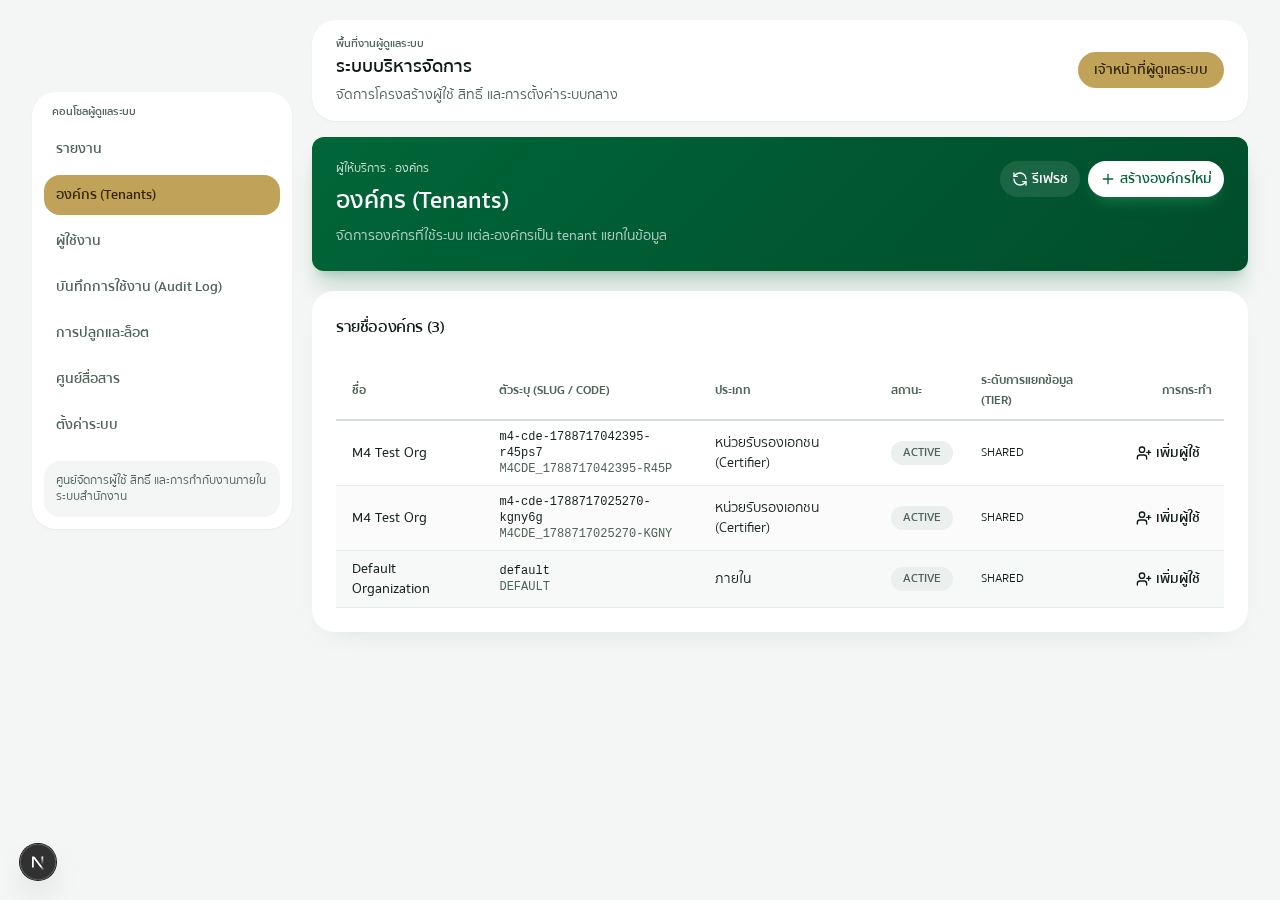 คอนโซลผู้ดูแลระบบ
รายงาน
องค์กร (Tenants)
ผู้ใช้งาน
บันทึกการใช้งาน (Audit Log)
การปลูกและล็อต
ศูนย์สื่อสาร
ตั้งค่าระบบ
ศูนย์จัดการผู้ใช้ สิทธิ์ และการกำกับงานภายใน
ระบบสำนักงาน
พื้นที่งานผู้ดูแลระบบ
ระบบบริหารจัดการ
จัดการโครงสร้างผู้ใช้ สิทธิ์ และการตั้งค่าระบบกลาง
เจ้าหน้าที่ผู้ดูแลระบบ
ผู้ให้บริการ · องค์กร
องค์กร (Tenants)
จัดการองค์กรที่ใช้ระบบ แต่ละองค์กรเป็น tenant แยกในข้อมูล
รีเฟรช
สร้างองค์กรใหม่
รายชื่อองค์กร (3)
ชื่อ
ตัวระบุ (SLUG / CODE)
ประเภท
สถานะ
ระดับการแยกข้อมูล
(TIER)
การกระทำ
M4 Test Org
m4-cde-1788717042395-
r45ps7
M4CDE_1788717042395-R45P
หน่วยรับรองเอกชน
(Certifier)
ACTIVE
SHARED
เพิ่มผู้ใช้
M4 Test Org
m4-cde-1788717025270-
kgny6g
M4CDE_1788717025270-KGNY
หน่วยรับรองเอกชน
(Certifier)
ACTIVE
SHARED
เพิ่มผู้ใช้
Default
Organization
default
DEFAULT
ภายใน
ACTIVE
SHARED
เพิ่มผู้ใช้
N